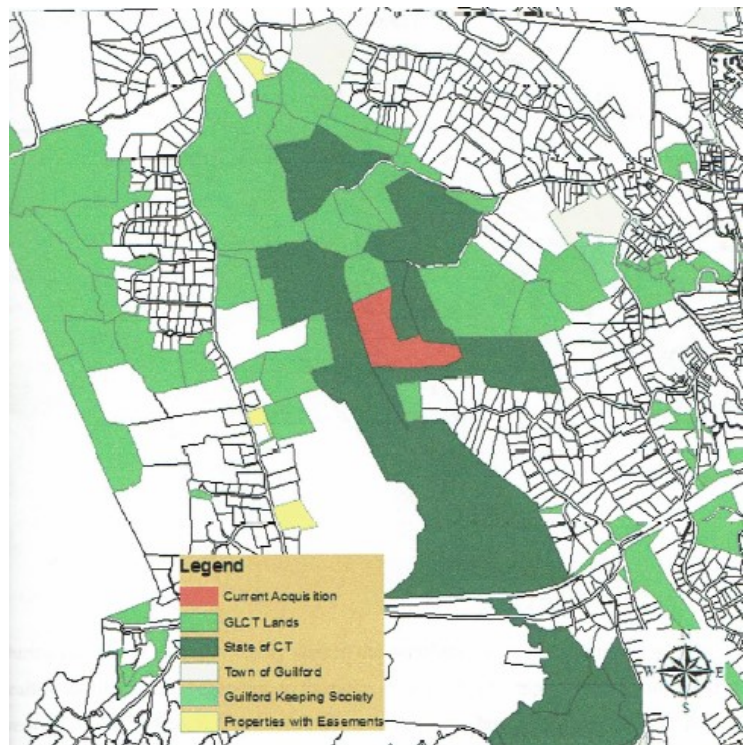 Legend
Current Acquisition
GLCT Lands
State of CT
Town of Guilford
Guilford Keeping Society
Properties with Easements
N
W
E
S